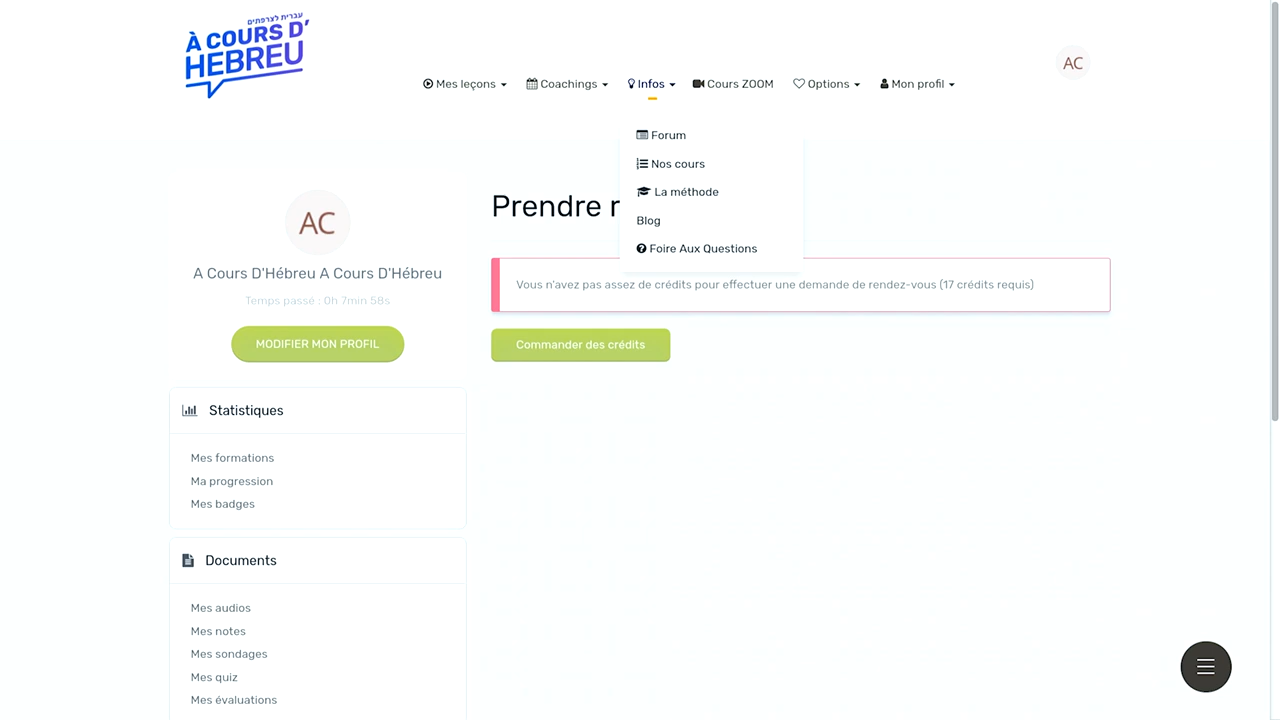 עברית לצרפתים
À COURS D'
HEBREU
Mes leçons
Coachings
Infos
Cours ZOOM
Options
Mon profil
AC
Forum
Nos cours
La méthode
Blog
Foire Aux Questions
AC
A Cours D'Hébreu A Cours D'Hébreu
Temps passé : 0h 7min 58s
MODIFIER MON PROFIL
Prendre r
Vous n'avez pas assez de crédits pour effectuer une demande de rendez-vous (17 crédits requis)
Commander des crédits
Statistiques
Mes formations
Ma progression
Mes badges
Documents
Mes audios
Mes notes
Mes sondages
Mes quiz
Mes évaluations